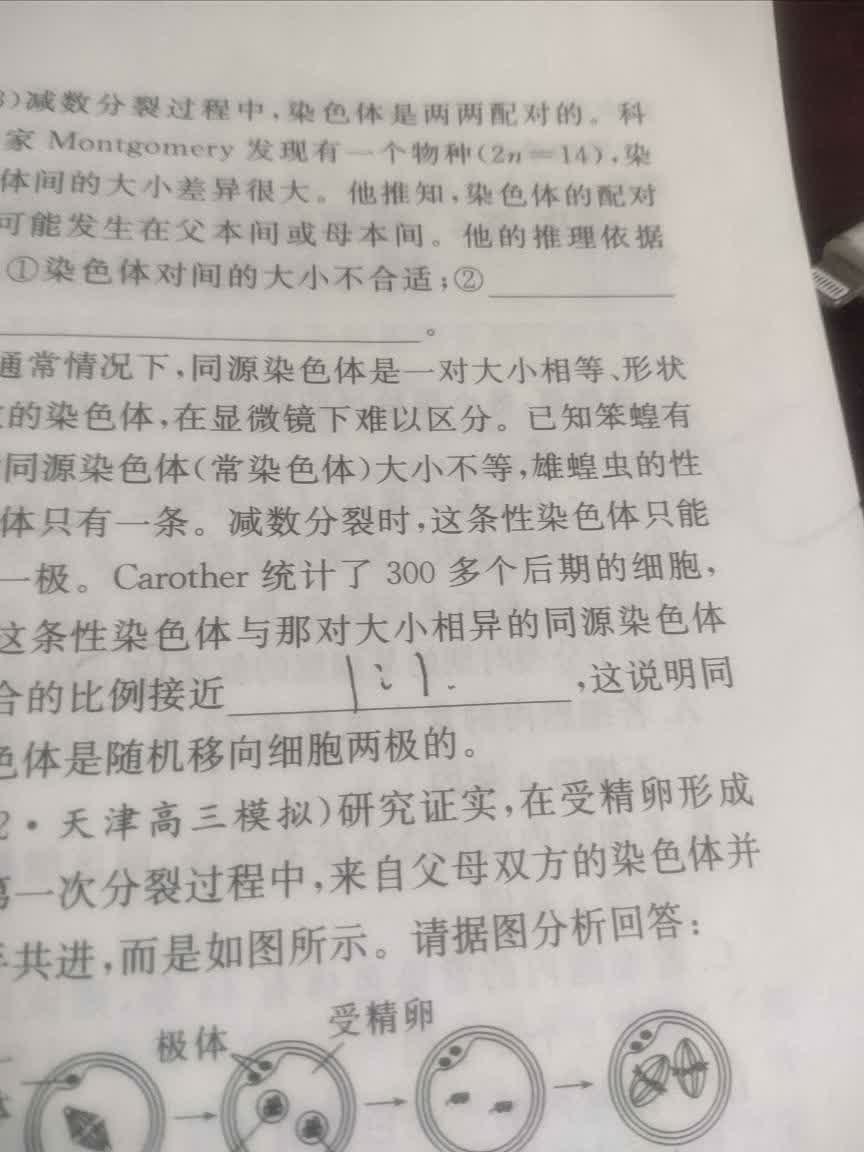 )减数分裂过程中,染色体是两两配对的。科
家 Montgomery 发现有一个物种(2n=14),染
体间的大小差异很大。他推知,染色体的配对
可能发生在父本间或母本间。他的推理依据
①染色体对间的大小不合适;②
。
通常情况下,同源染色体是一对大小相等、形状
的染色体,在显微镜下难以区分。已知笨蝗有
同源染色体(常染色体)大小不等,雄蝗虫的性
体只有一条。减数分裂时,这条性染色体只能
一极。Carother 统计了 300 多个后期的细胞,
这条性染色体与那对大小相异的同源染色体
合的比例接近 1:1. ,这说明同
色体是随机移向细胞两极的。
2·天津高三模拟)研究证实,在受精卵形成
第一次分裂过程中,来自父母双方的染色体并
共进,而是如图所示。请据图分析回答:
极体 受精卵